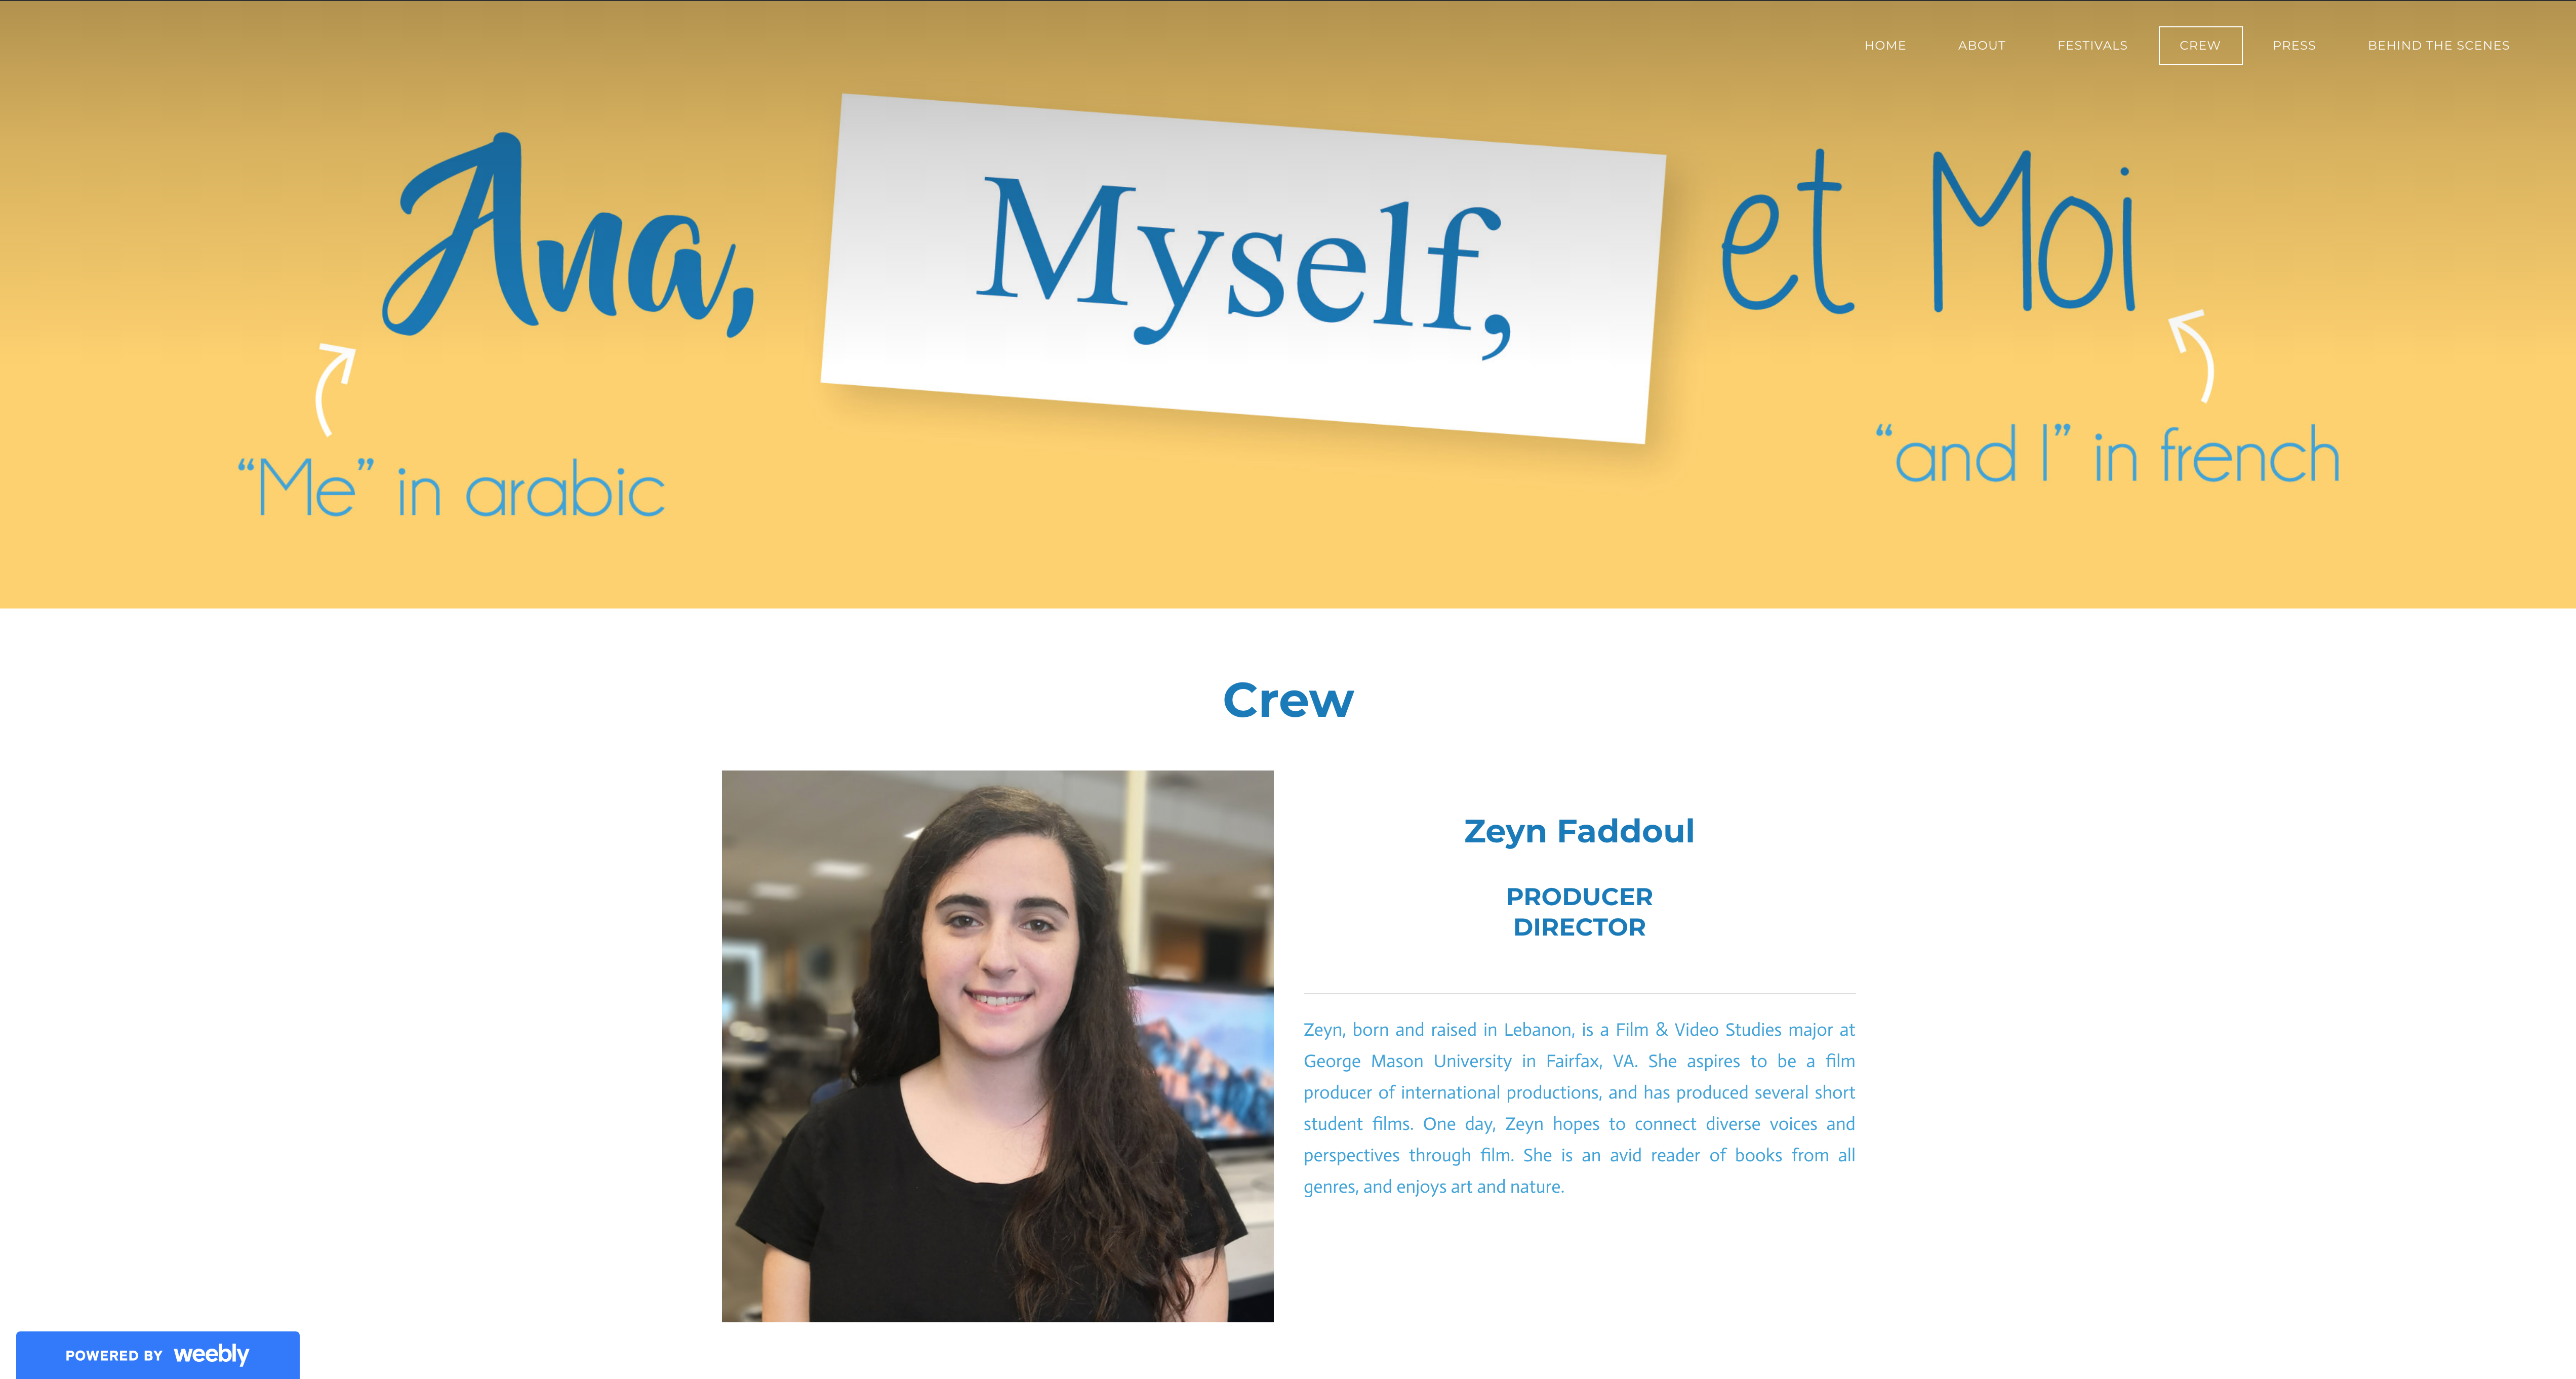 HOME ABOUT FESTIVALS CREW PRESS BEHIND THE SCENES
Ana, Myself, et Moi
“Me” in arabic
“and I” in french
Crew
Zeyn Faddoul
PRODUCER
DIRECTOR
Zeyn, born and raised in Lebanon, is a Film & Video Studies major at
George Mason University in Fairfax, VA. She aspires to be a film
producer of international productions, and has produced several short
student films. One day, Zeyn hopes to connect diverse voices and
perspectives through film. She is an avid reader of books from all
genres, and enjoys art and nature.
POWERED BY weebly